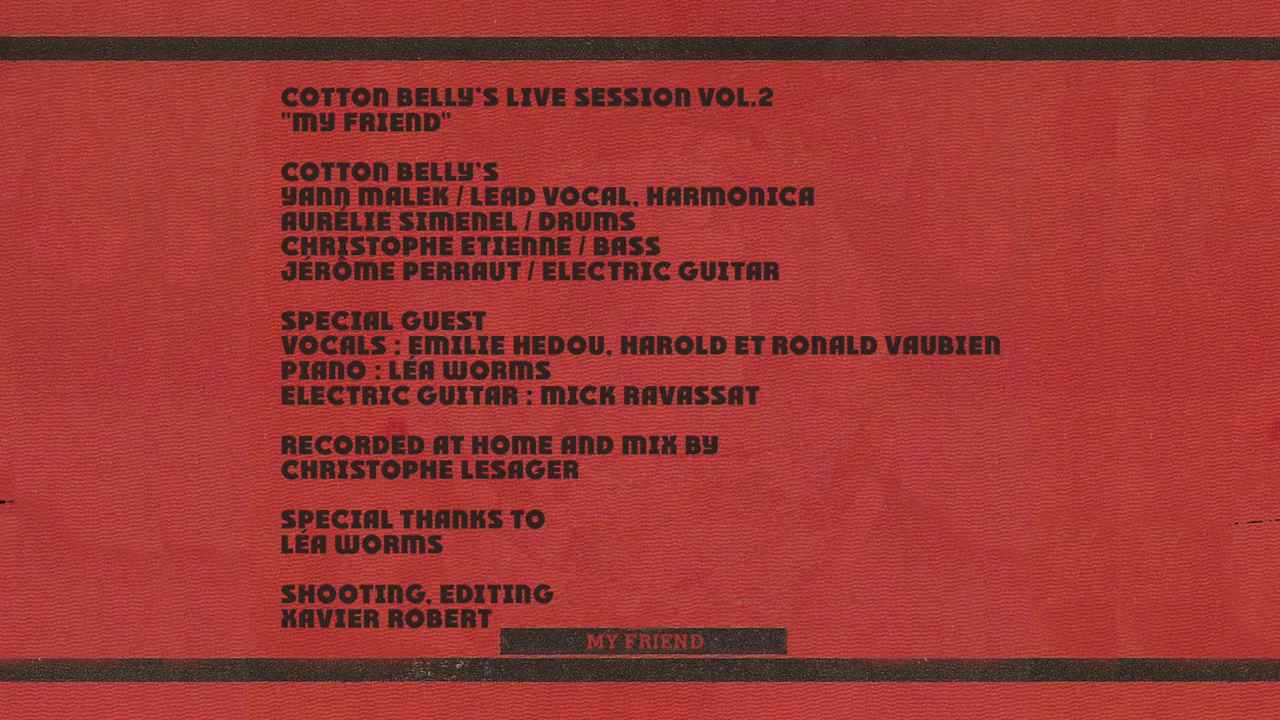 COTTON BELLY'S LIVE SESSION VOL.2
"MY FRIEND"
COTTON BELLY'S
YANN MALEK / LEAD VOCAL, HARMONICA
AURÉLIE SIMENEL / DRUMS
CHRISTOPHE ETIENNE / BASS
JÉRÔME PERRAUT / ELECTRIC GUITAR
SPECIAL GUEST
VOCALS : EMILIE HEDOU, HAROLD ET RONALD VAUBIEN
PIANO : LÉA WORMS
ELECTRIC GUITAR : MICK RAVASSAT
RECORDED AT HOME AND MIX BY
CHRISTOPHE LESAGER
SPECIAL THANKS TO
LÉA WORMS
SHOOTING, EDITING
XAVIER ROBERT
MY FRIEND